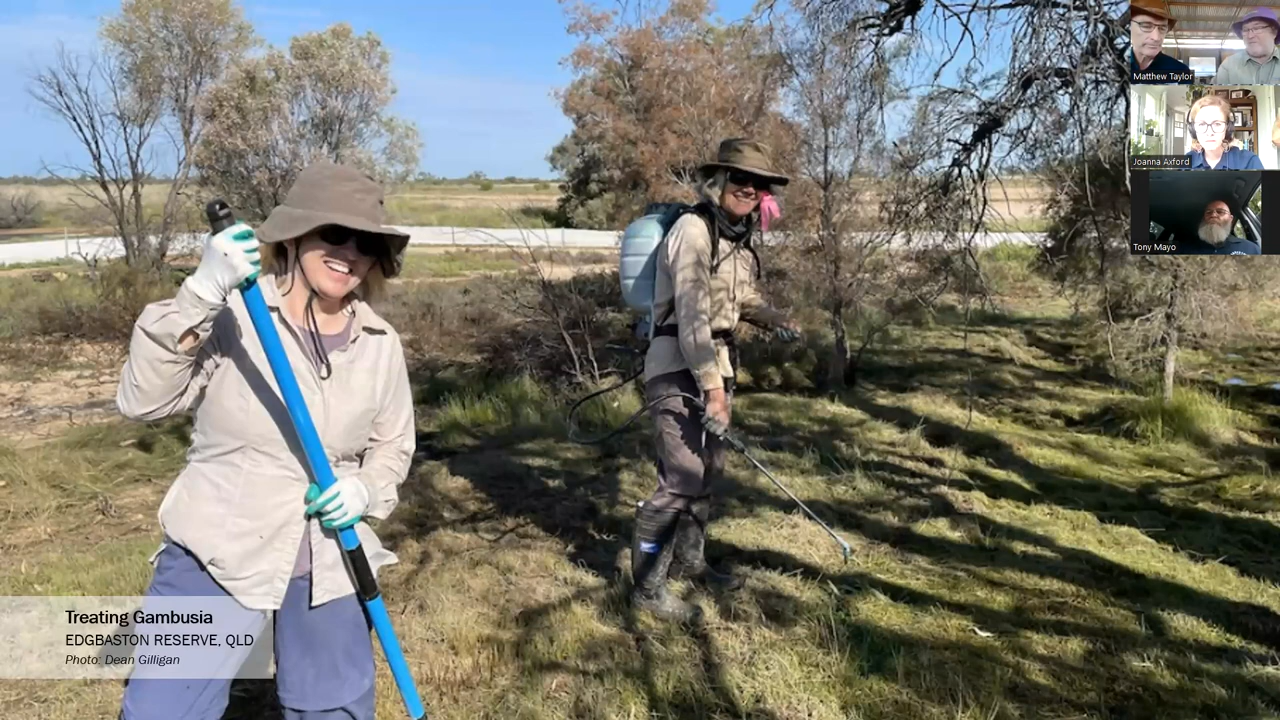 Treating Gambusia
EDGBASTON RESERVE, QLD
Photo: Dean Gilligan
Matthew Taylor
Joanna Axford
Tony Mayo